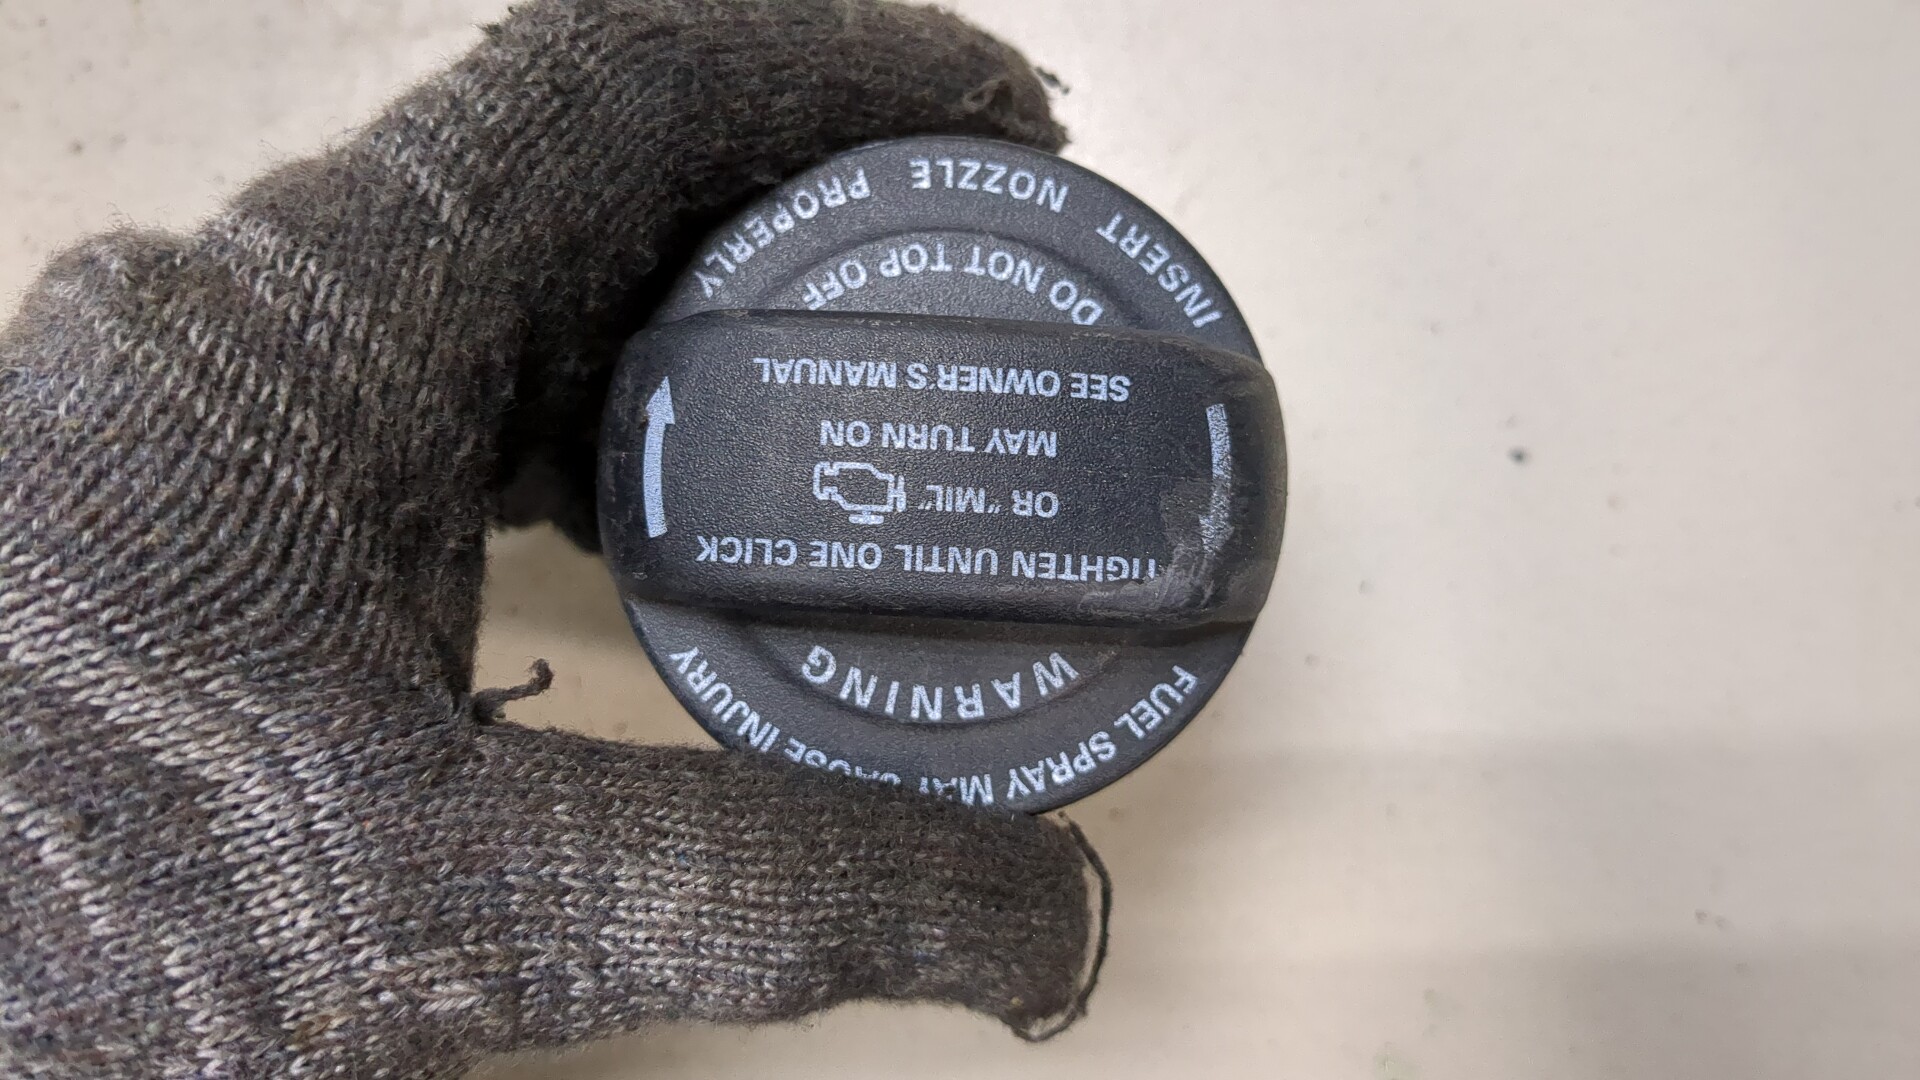 FUEL SPRAY MAY CAUSE INJURY
WARNING
TIGHTEN UNTIL ONE CLICK
OR "MIL"
MAY TURN ON
SEE OWNER'S MANUAL
DO NOT TOP OFF
INSERT NOZZLE PROPERLY